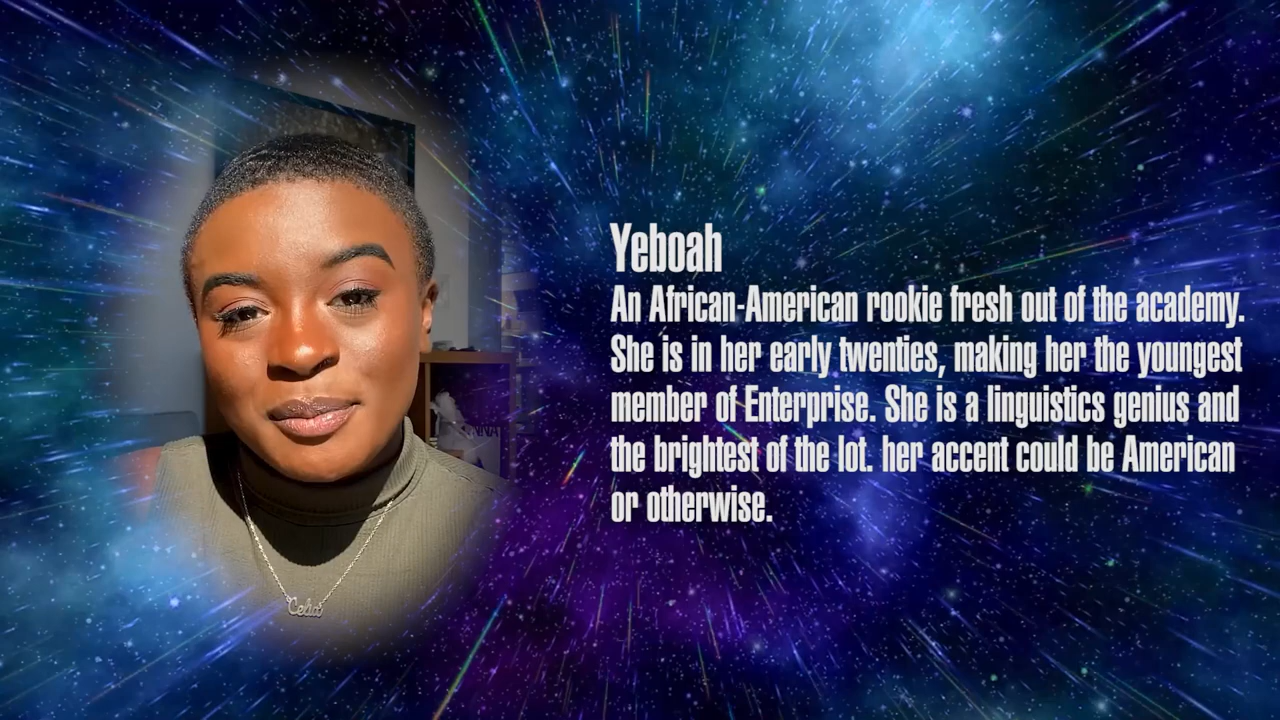 Yeboah
An African-American rookie fresh out of the academy.
She is in her early twenties, making her the youngest
member of Enterprise. She is a linguistics genius and
the brightest of the lot. her accent could be American
or otherwise.
Celia